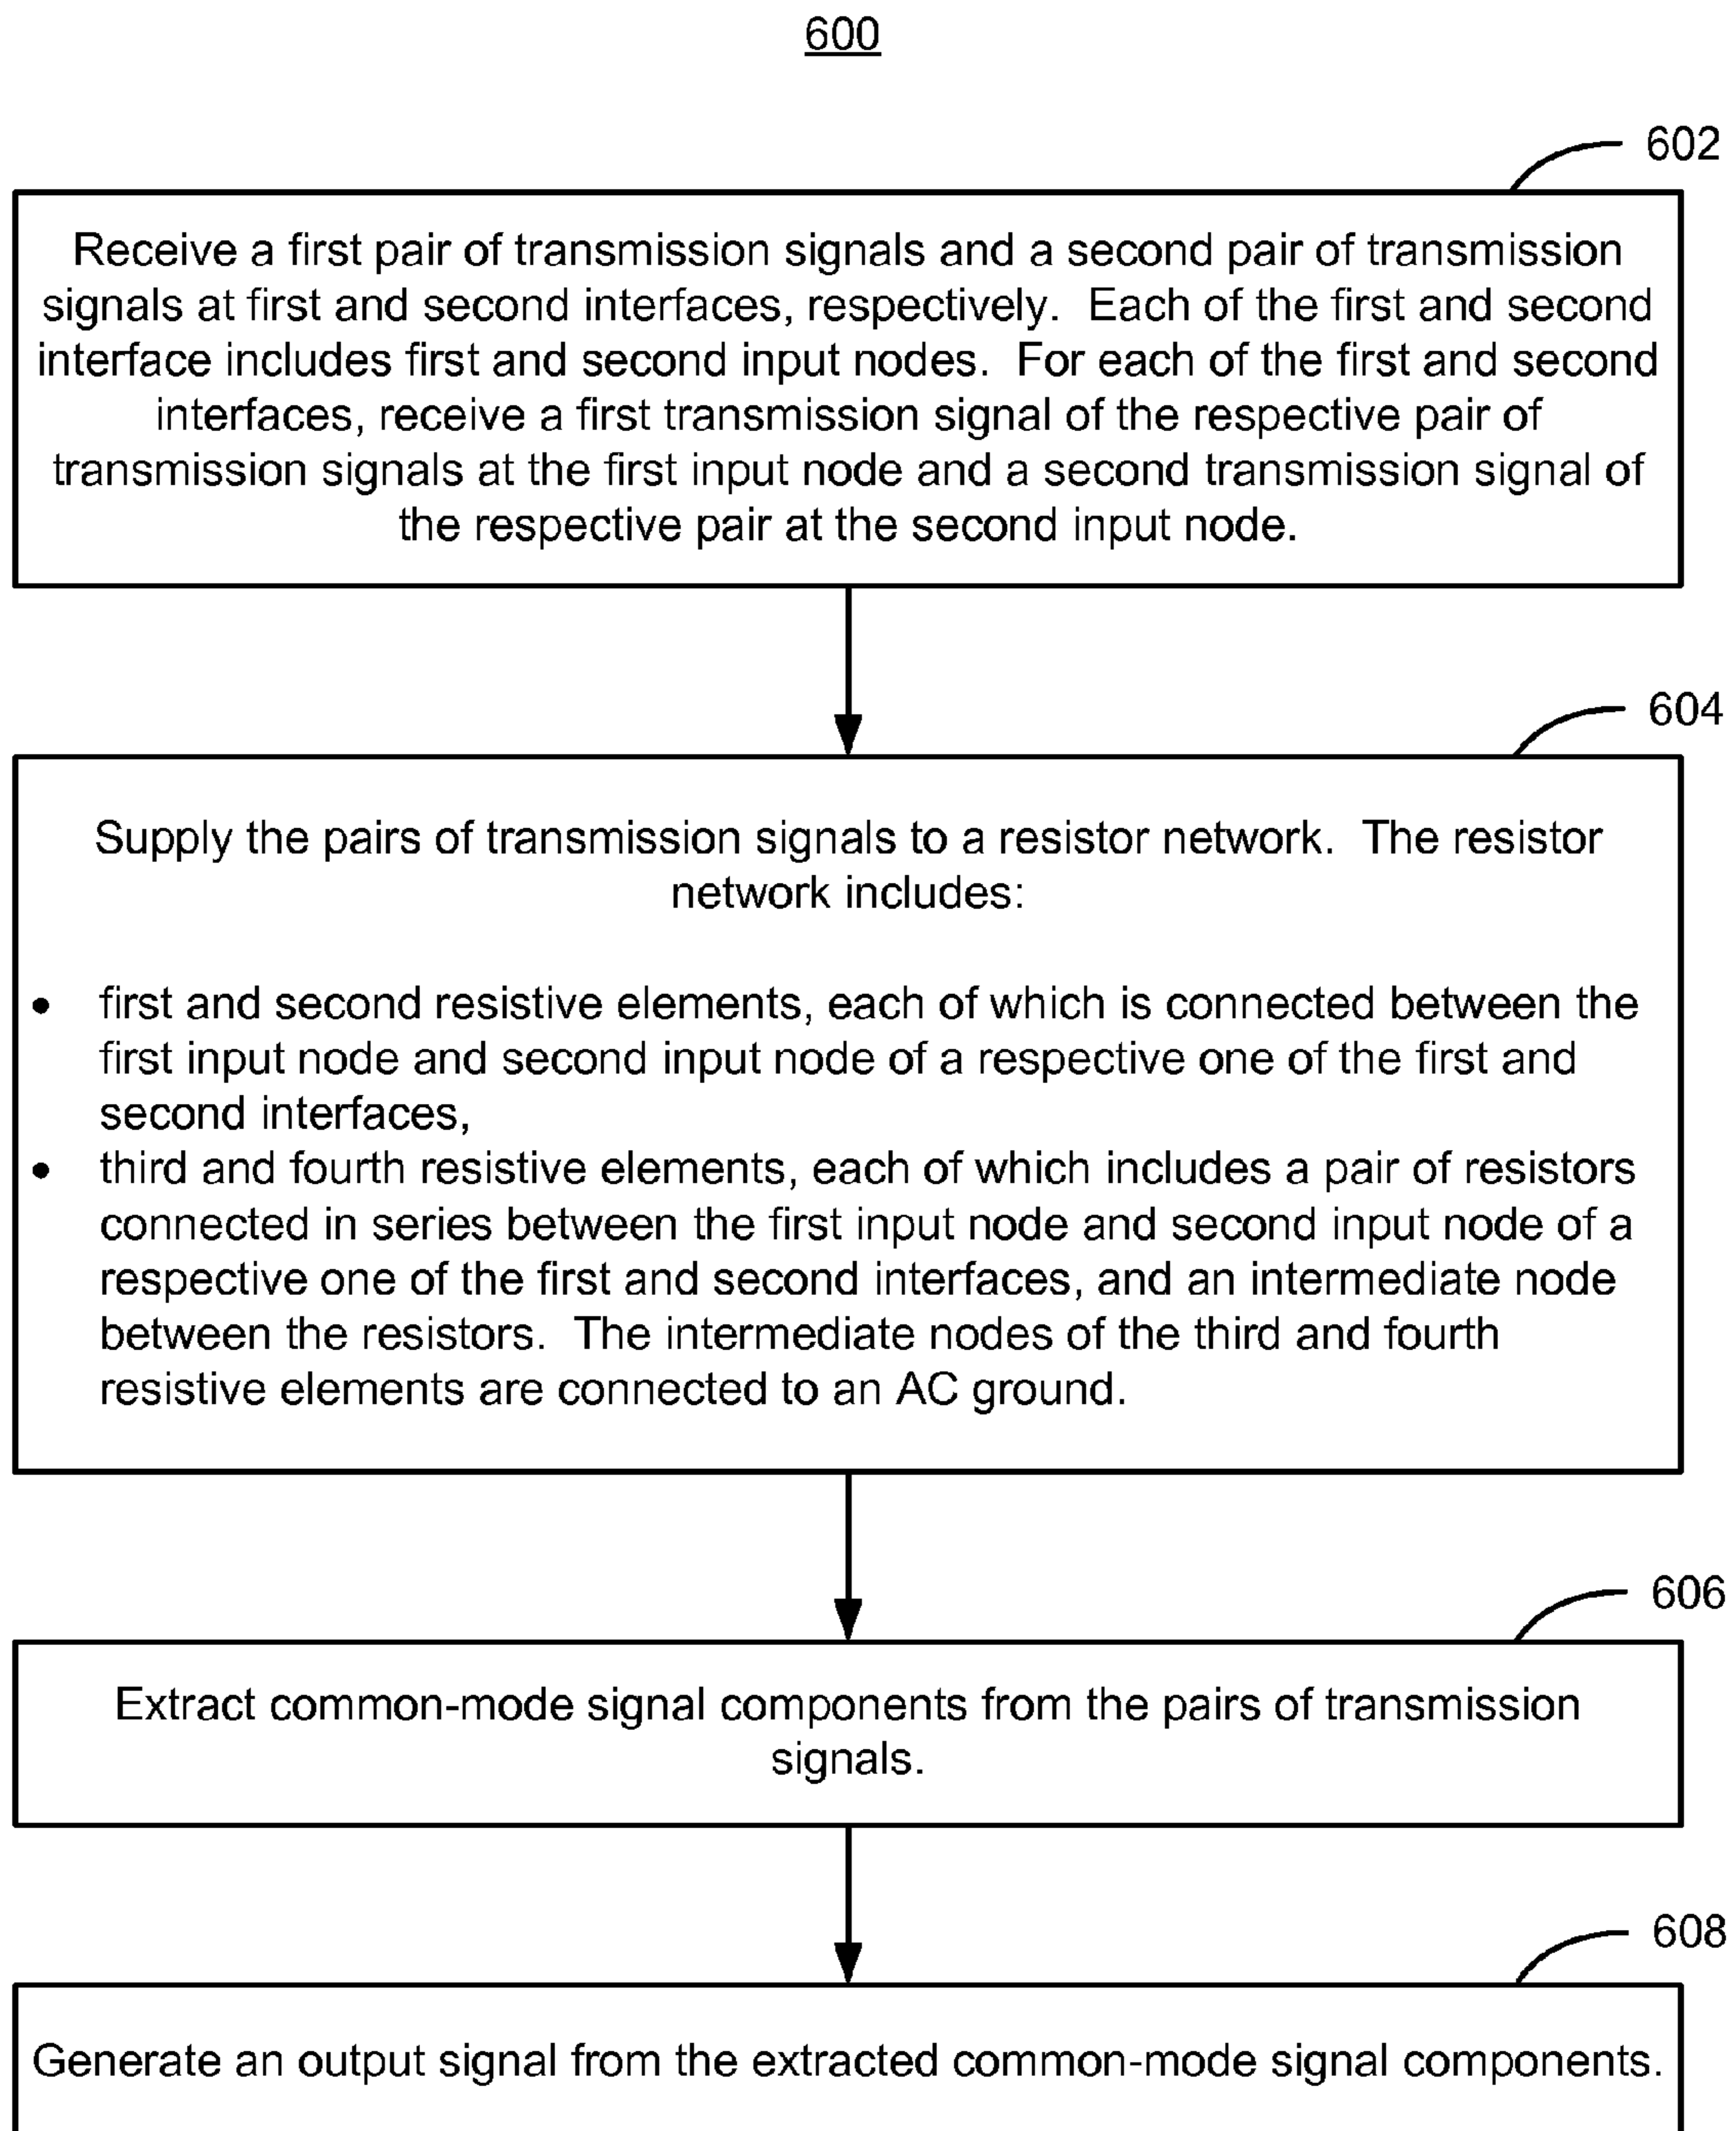 600
602
Receive a first pair of transmission signals and a second pair of transmission
signals at first and second interfaces, respectively.  Each of the first and second
interface includes first and second input nodes.  For each of the first and second
interfaces, receive a first transmission signal of the respective pair of
transmission signals at the first input node and a second transmission signal of
the respective pair at the second input node.
604
Supply the pairs of transmission signals to a resistor network.  The resistor
network includes:
• first and second resistive elements, each of which is connected between the
first input node and second input node of a respective one of the first and
second interfaces,
• third and fourth resistive elements, each of which includes a pair of resistors
connected in series between the first input node and second input node of a
respective one of the first and second interfaces, and an intermediate node
between the resistors.  The intermediate nodes of the third and fourth
resistive elements are connected to an AC ground.
606
Extract common-mode signal components from the pairs of transmission
signals.
608
Generate an output signal from the extracted common-mode signal components.